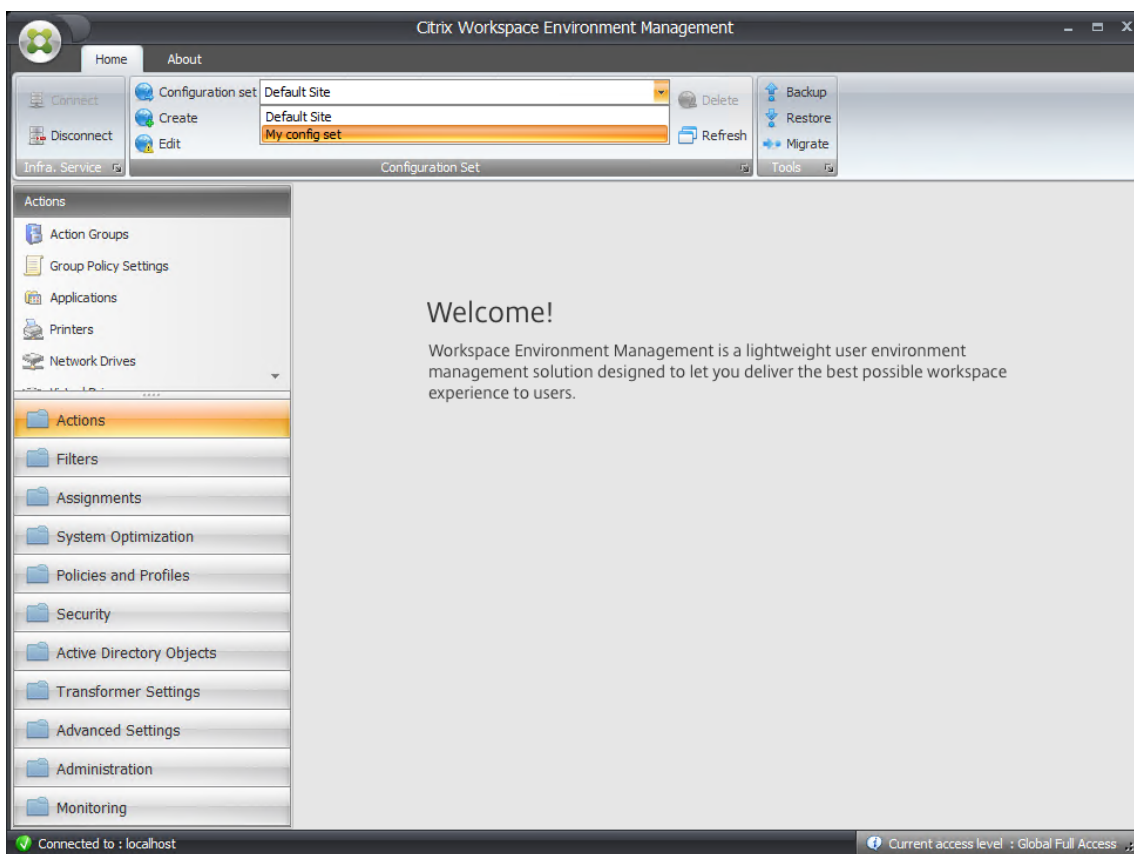 Citrix Workspace Environment Management
Home
About
Connect
Disconnect
Infra. Service
Configuration set
Default Site
Create
Default Site
Edit
My config set
Delete
Refresh
Configuration Set
Backup
Restore
Migrate
Tools
Actions
Action Groups
Group Policy Settings
Applications
Printers
Network Drives
Actions
Filters
Assignments
System Optimization
Policies and Profiles
Security
Active Directory Objects
Transformer Settings
Advanced Settings
Administration
Monitoring
Welcome!
Workspace Environment Management is a lightweight user environment
management solution designed to let you deliver the best possible workspace
experience to users.
Connected to : localhost
Current access level : Global Full Access